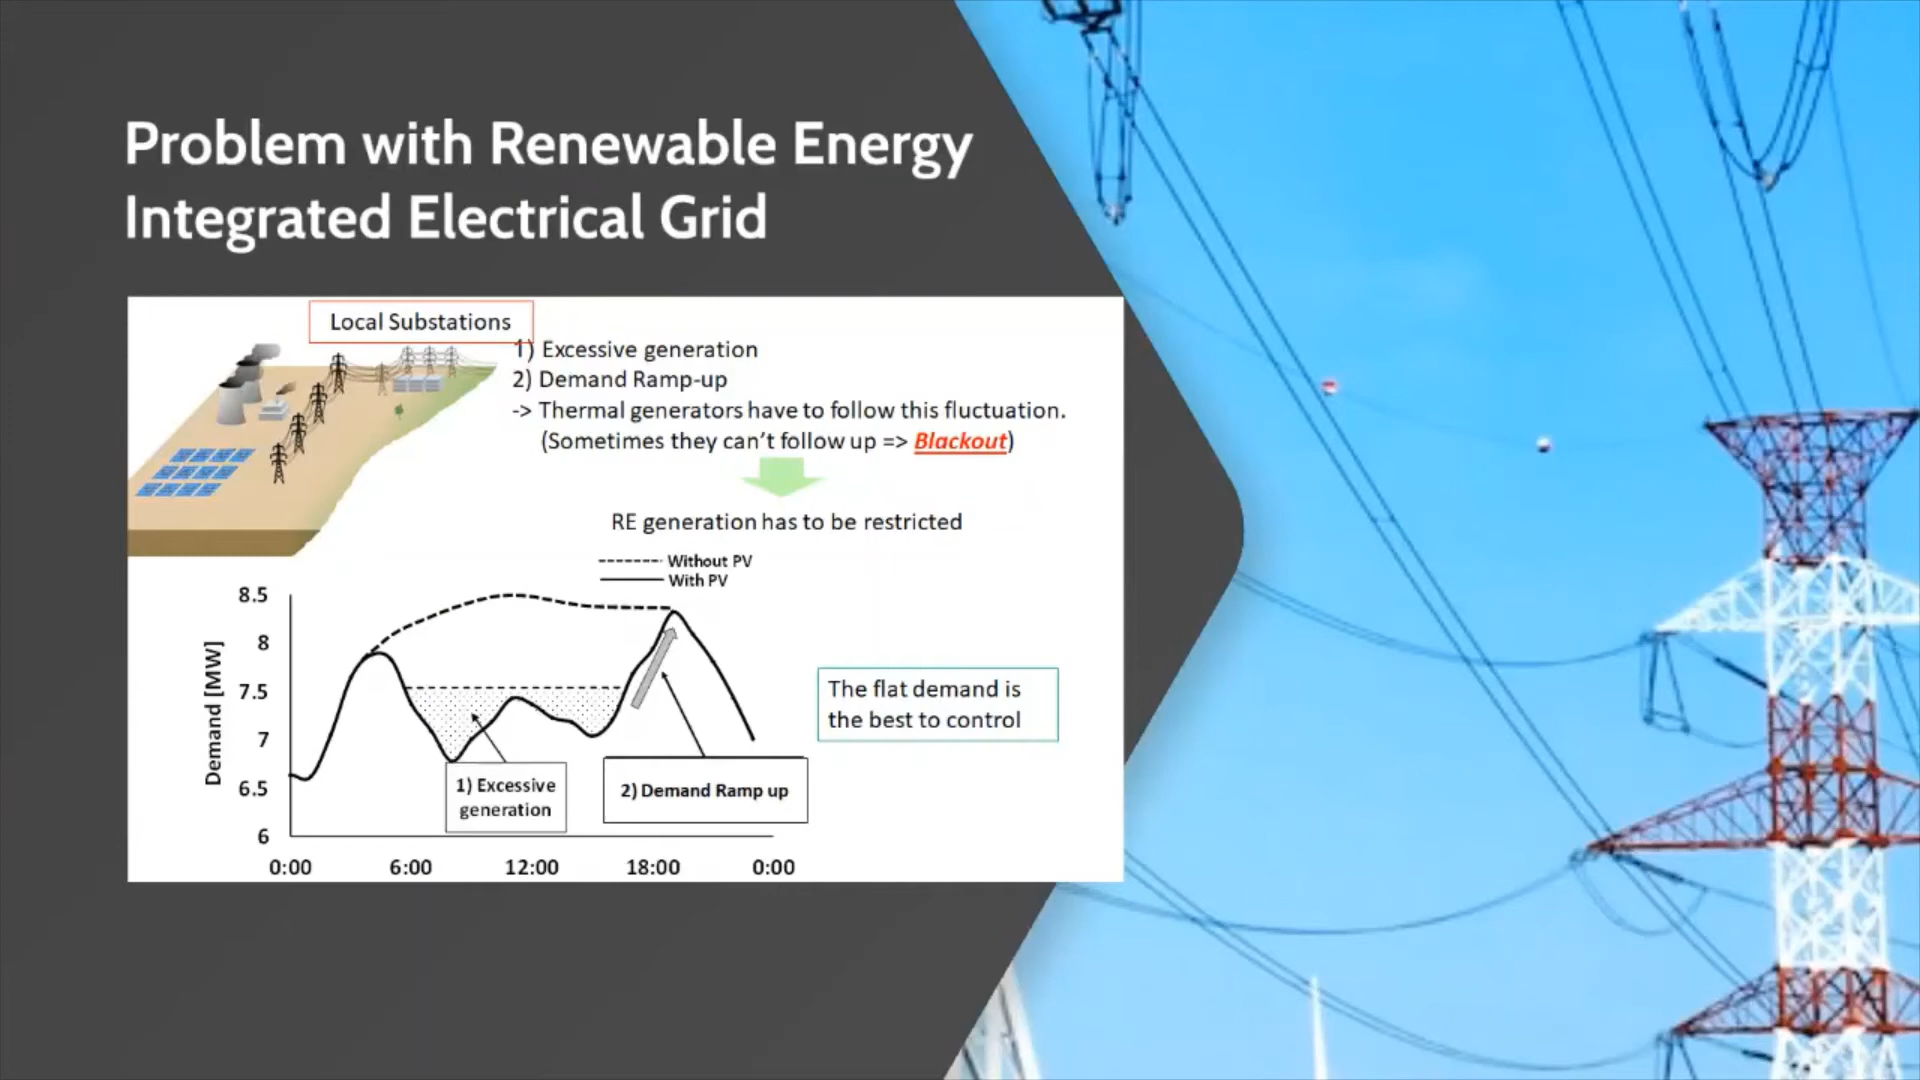 Problem with Renewable Energy
Integrated Electrical Grid
Local Substations
1) Excessive generation
2) Demand Ramp-up
-> Thermal generators have to follow this fluctuation.
(Sometimes they can't follow up => Blackout)
RE generation has to be restricted
Without PV
With PV
Demand [MW]
8.5
8
7.5
7
6.5
6
0:00
6:00
12:00
18:00
0:00
1) Excessive
generation
2) Demand Ramp up
The flat demand is
the best to control